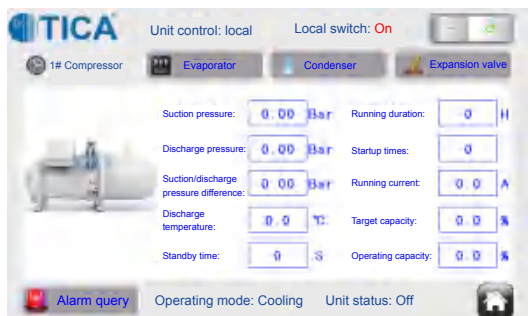 TICA Unit control: local Local switch: On
1# Compressor Evaporator Condenser Expansion valve
Suction pressure: 0.00 Bar Running duration: 0 H
Discharge pressure: 0.00 Bar Startup times: 0
Suction/discharge
pressure difference: 0.00 Bar Running current: 0.0 A
Discharge
temperature: 0.0 ℃ Target capacity: 0.0 %
Standby time: 0 S Operating capacity: 0.0 %
Alarm query Operating mode: Cooling Unit status: Off